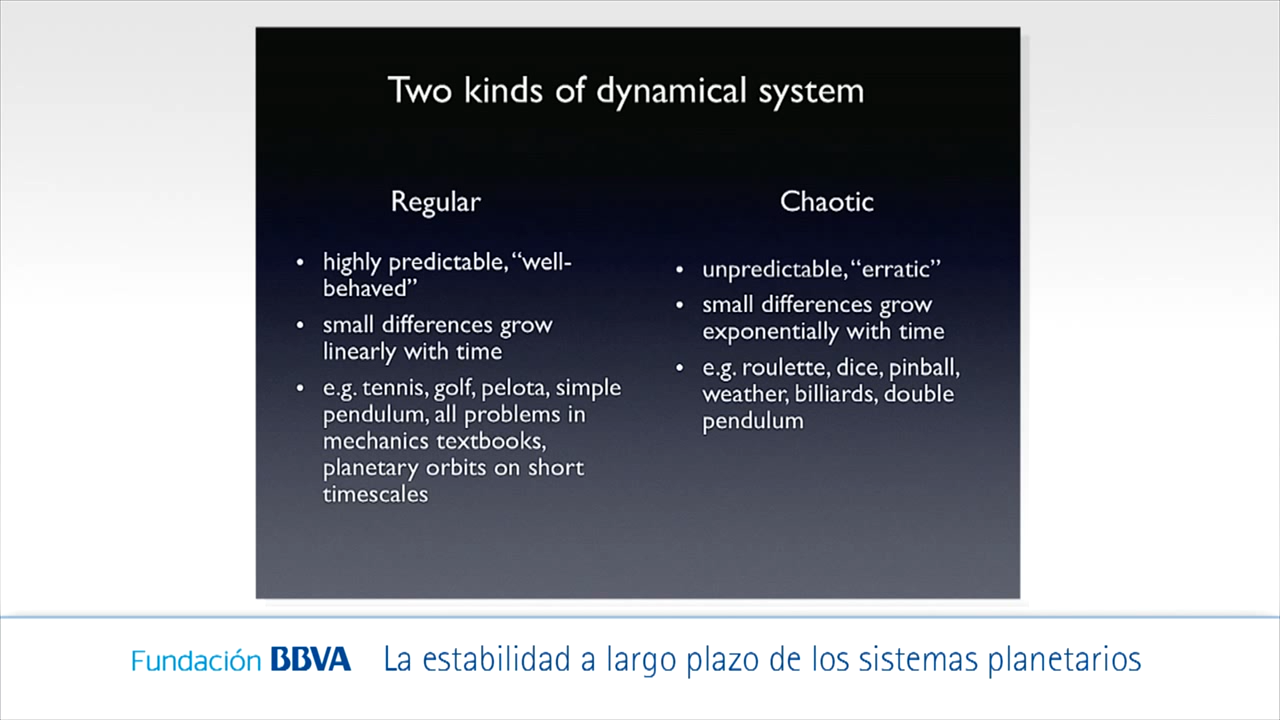 Two kinds of dynamical system
Regular
• highly predictable, “well-
behaved”
• small differences grow
linearly with time
• e.g. tennis, golf, pelota, simple
pendulum, all problems in
mechanics textbooks,
planetary orbits on short
timescales
Chaotic
• unpredictable, “erratic”
• small differences grow
exponentially with time
• e.g. roulette, dice, pinball,
weather, billiards, double
pendulum
Fundación BBVA La estabilidad a largo plazo de los sistemas planetarios